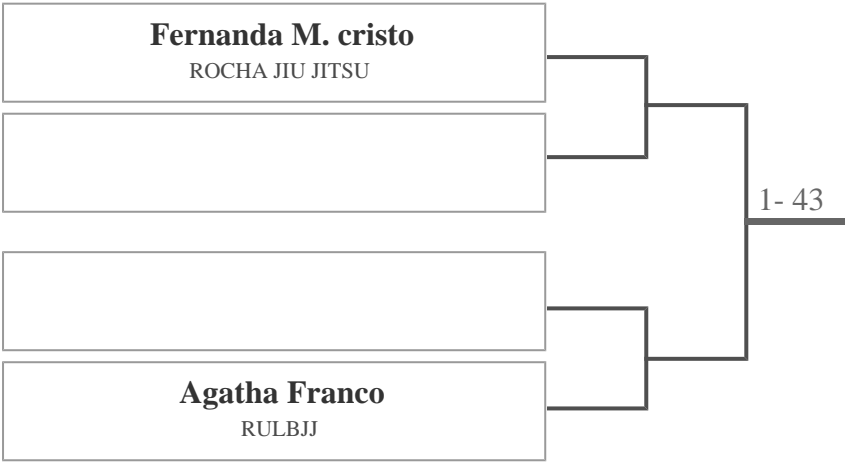 Fernanda M. cristo
ROCHA JIU JITSU
1- 43
Agatha Franco
RULBJJ